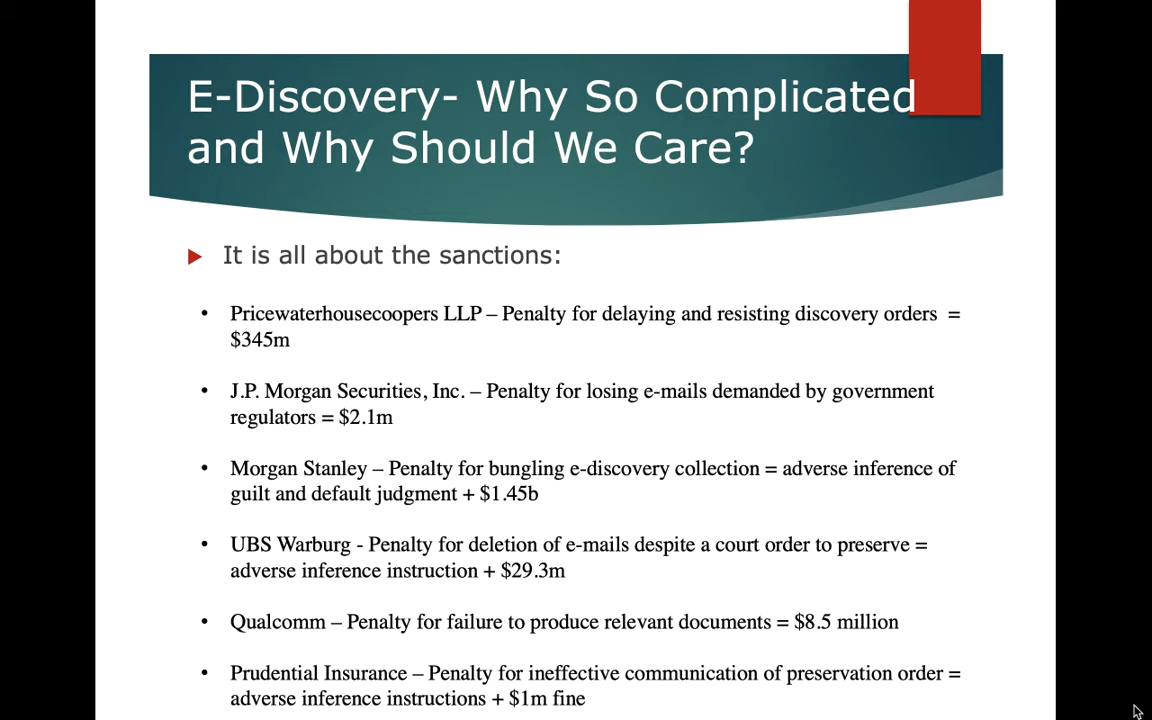 E-Discovery- Why So Complicated
and Why Should We Care?
It is all about the sanctions:
• Pricewaterhousecoopers LLP – Penalty for delaying and resisting discovery orders =
$345m
• J.P. Morgan Securities, Inc. – Penalty for losing e-mails demanded by government
regulators = $2.1m
• Morgan Stanley – Penalty for bungling e-discovery collection = adverse inference of
guilt and default judgment + $1.45b
• UBS Warburg - Penalty for deletion of e-mails despite a court order to preserve =
adverse inference instruction + $29.3m
• Qualcomm – Penalty for failure to produce relevant documents = $8.5 million
• Prudential Insurance – Penalty for ineffective communication of preservation order =
adverse inference instructions + $1m fine